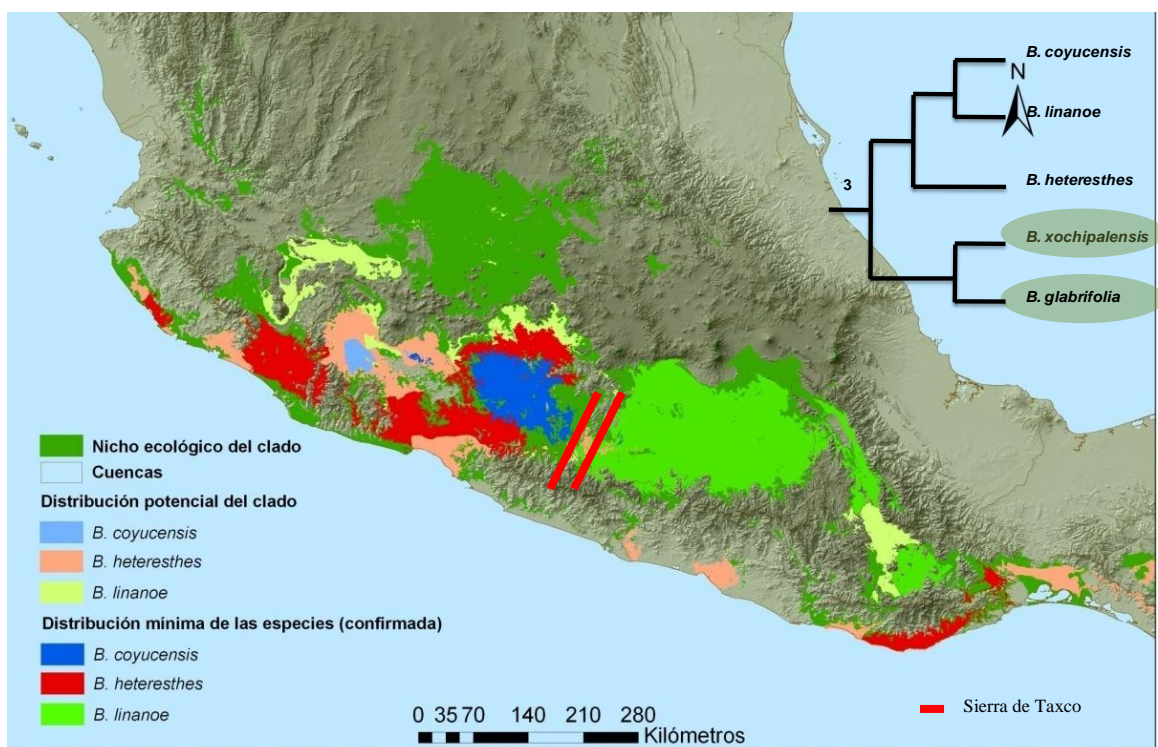 B. coyucensis
N
B. linanoe
3
B. heteresthes
B. xochipalensis
B. glabrifolia
Nicho ecológico del clado
Cuencas
Distribución potencial del clado
B. coyucensis
B. heteresthes
B. linanoe
Distribución mínima de las especies (confirmada)
B. coyucensis
B. heteresthes
B. linanoe
0 35 70 140 210 280
Kilómetros
Sierra de Taxco